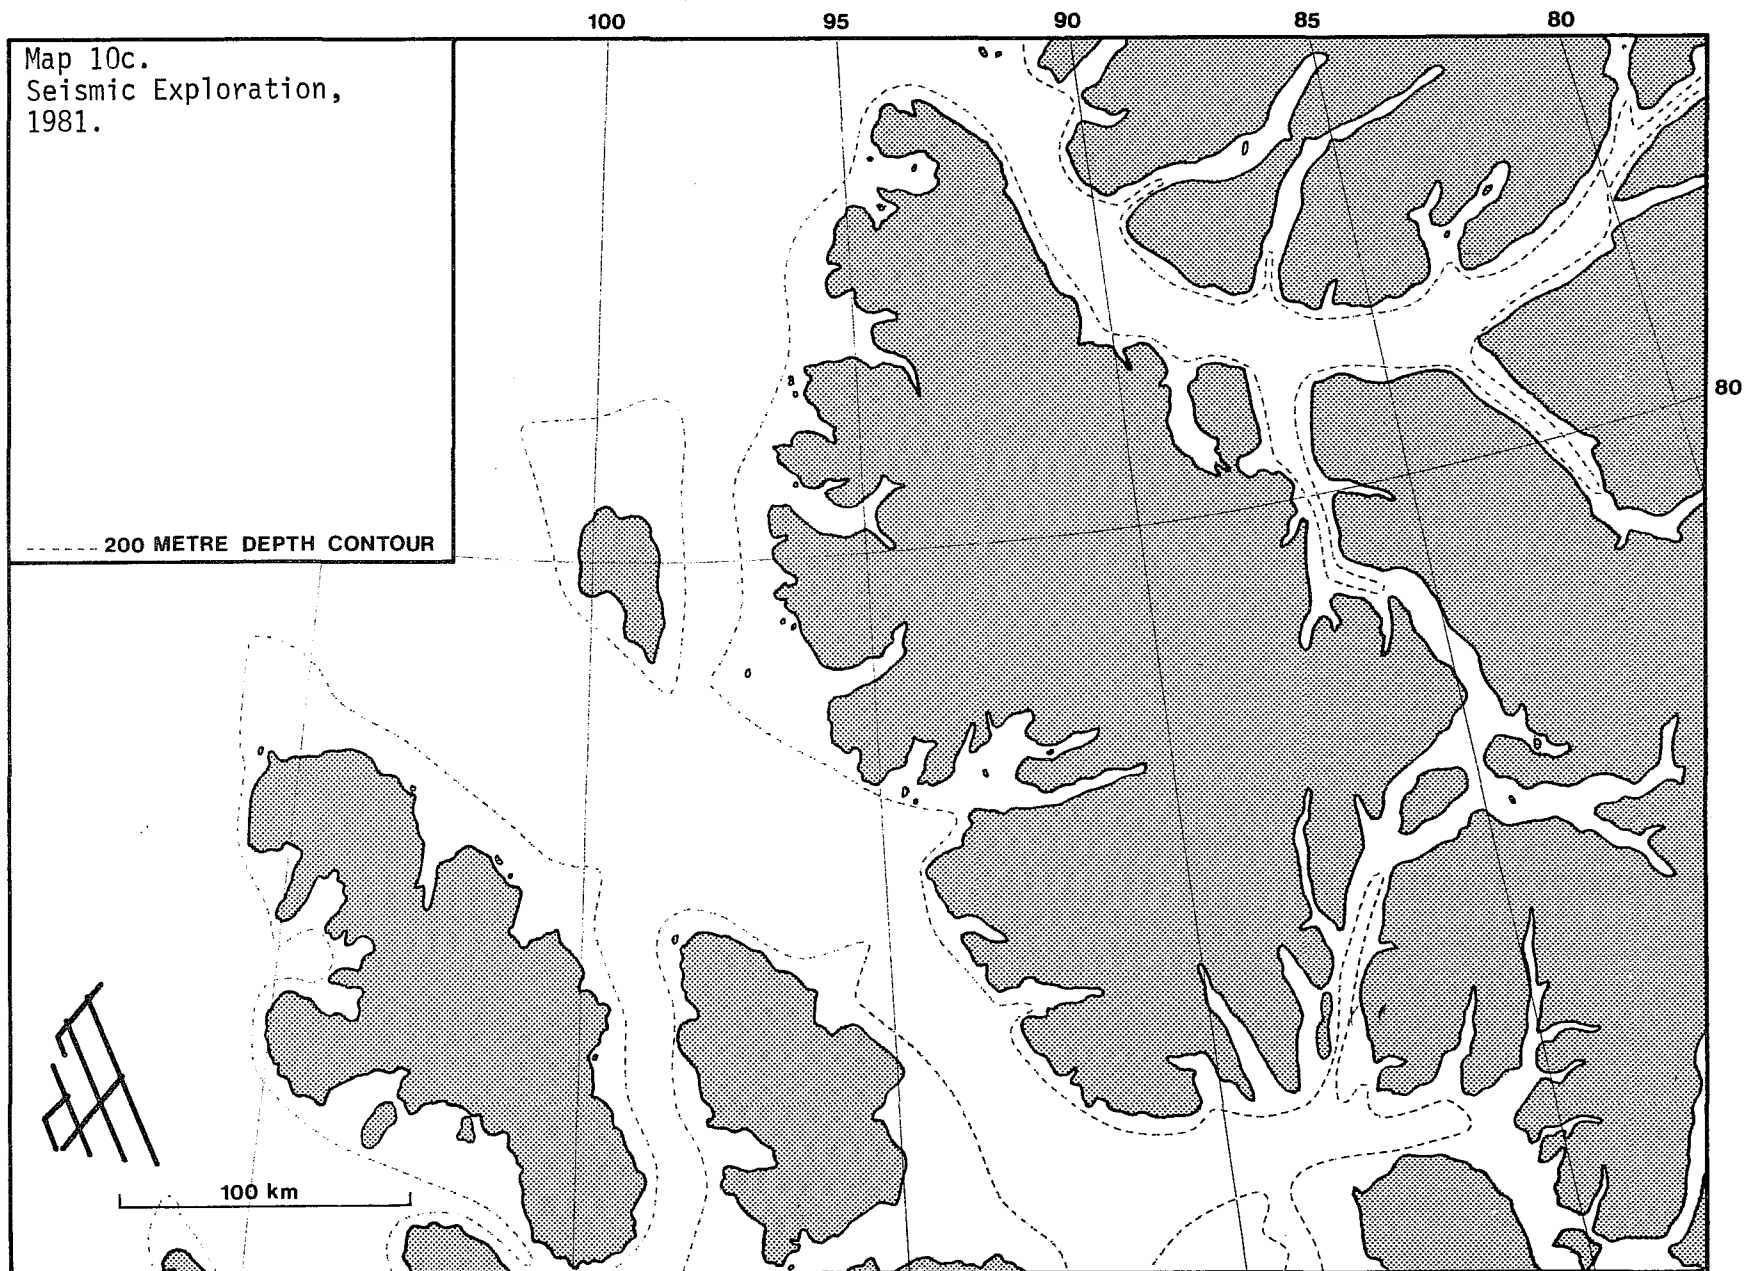 100 95 90 85 80
Map 10c.
Seismic Exploration,
1981.
80
200 METRE DEPTH CONTOUR
100 km